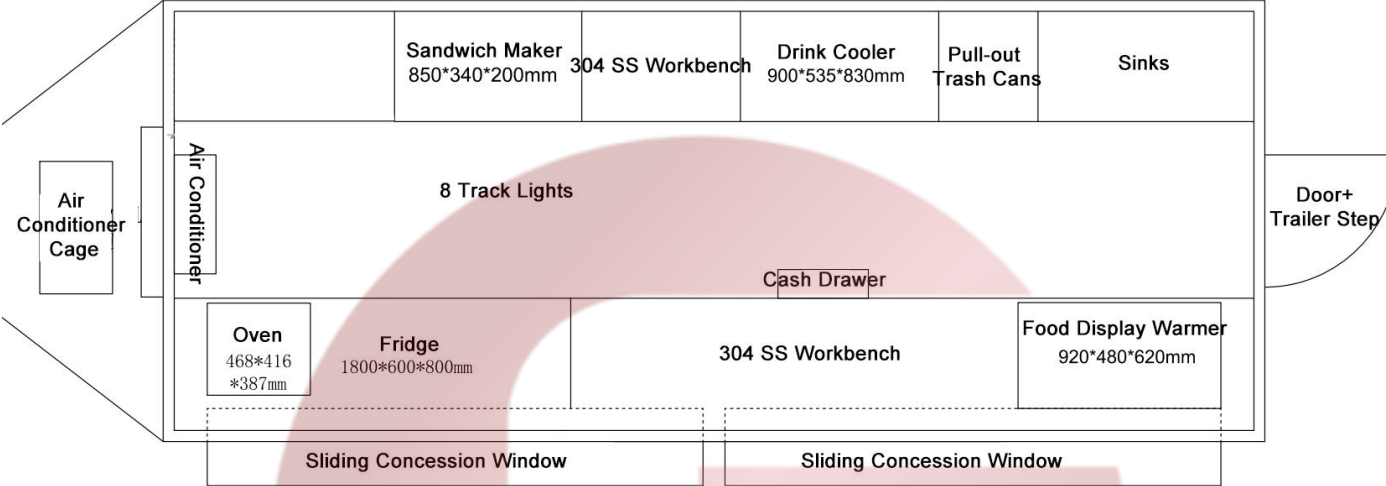 Sandwich Maker
850*340*200mm
304 SS Workbench
Drink Cooler
900*535*830mm
Pull-out
Trash Cans
Sinks
Air Conditioner
Air
Conditioner
Cage
8 Track Lights
Door+
Trailer Step
Cash Drawer
Oven
468*416
*387mm
Fridge
1800*600*800mm
304 SS Workbench
Food Display Warmer
920*480*620mm
Sliding Concession Window
Sliding Concession Window